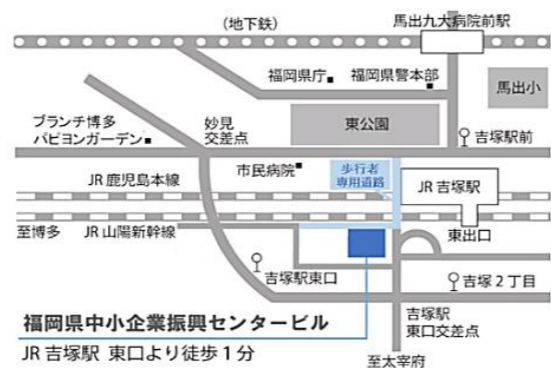 （地下鉄）
馬出九大病院前駅
福岡県庁
福岡県警本部
馬出小
ブランチ博多
パピヨンガーデン
妙見
交差点
東公園
吉塚駅前
市民病院
歩行者
専用道路
JR 鹿児島本線
JR 吉塚駅
至博多
JR 山陽新幹線
東出口
吉塚駅東口
吉塚２丁目
福岡県中小企業振興センタービル
JR 吉塚駅 東口より徒歩１分
吉塚駅
東口交差点
至太宰府